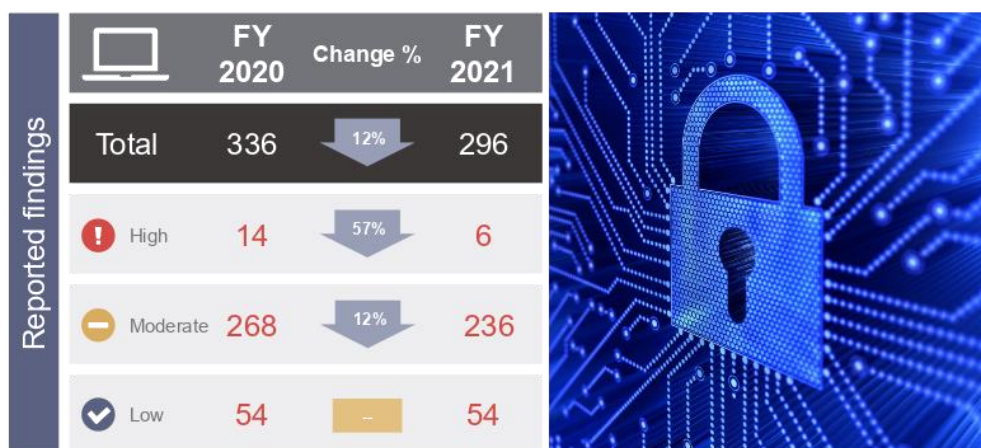 Reported findings
FY 2020 Change % FY 2021
Total 336 12% 296
High 14 57% 6
Moderate 268 12% 236
Low 54 -- 54